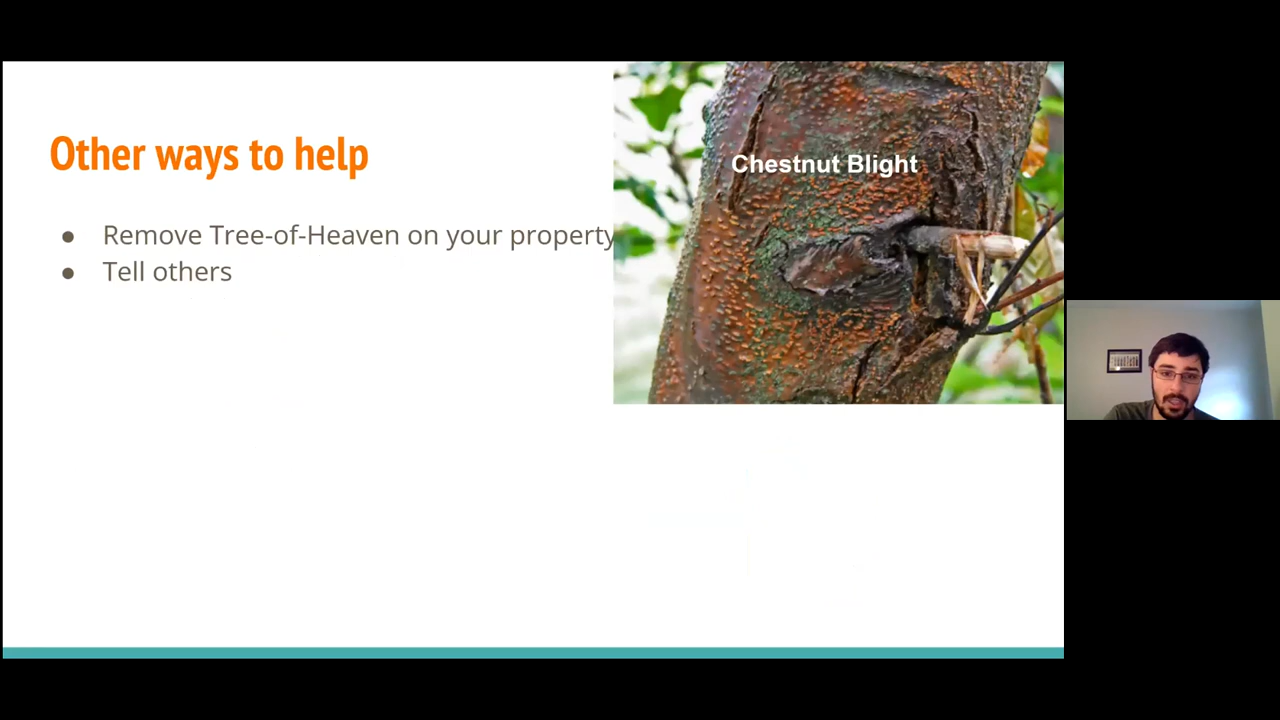 Other ways to help
Chestnut Blight
● Remove Tree-of-Heaven on your property
● Tell others